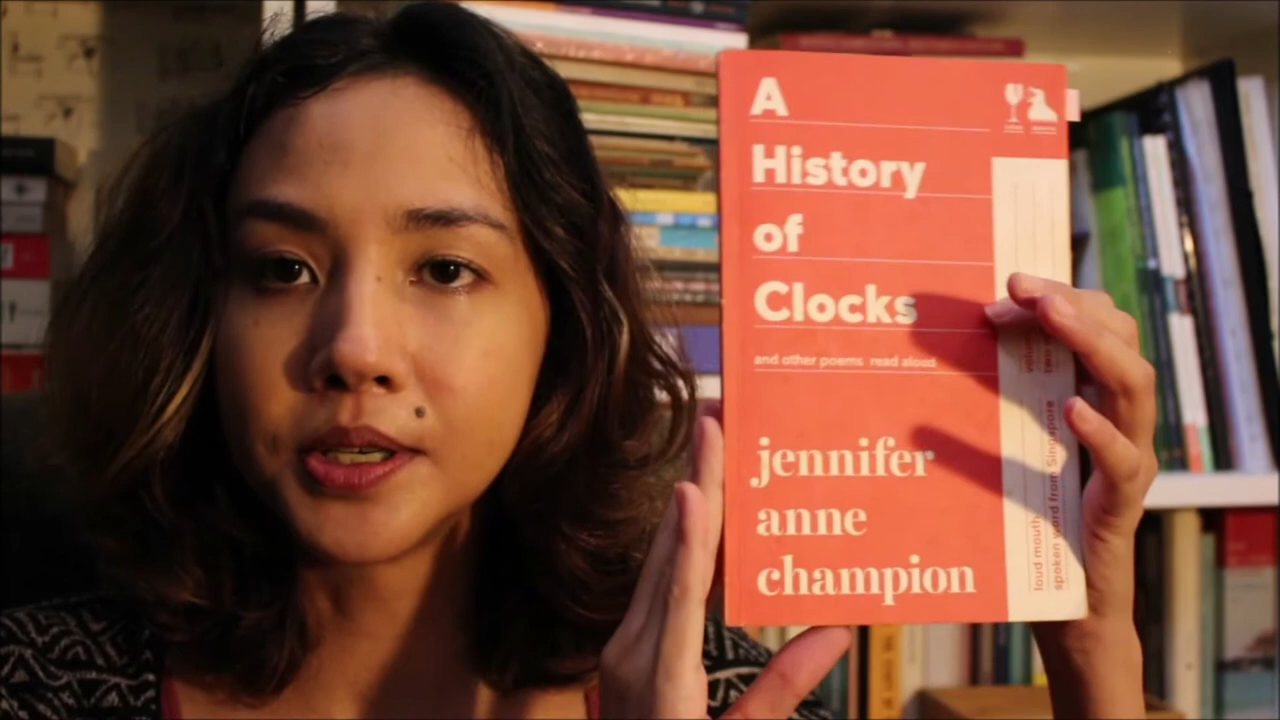 A
History
of
Clocks
and other poems read aloud
jennifer
anne
champion
loud mouth
spoken word from Singapore